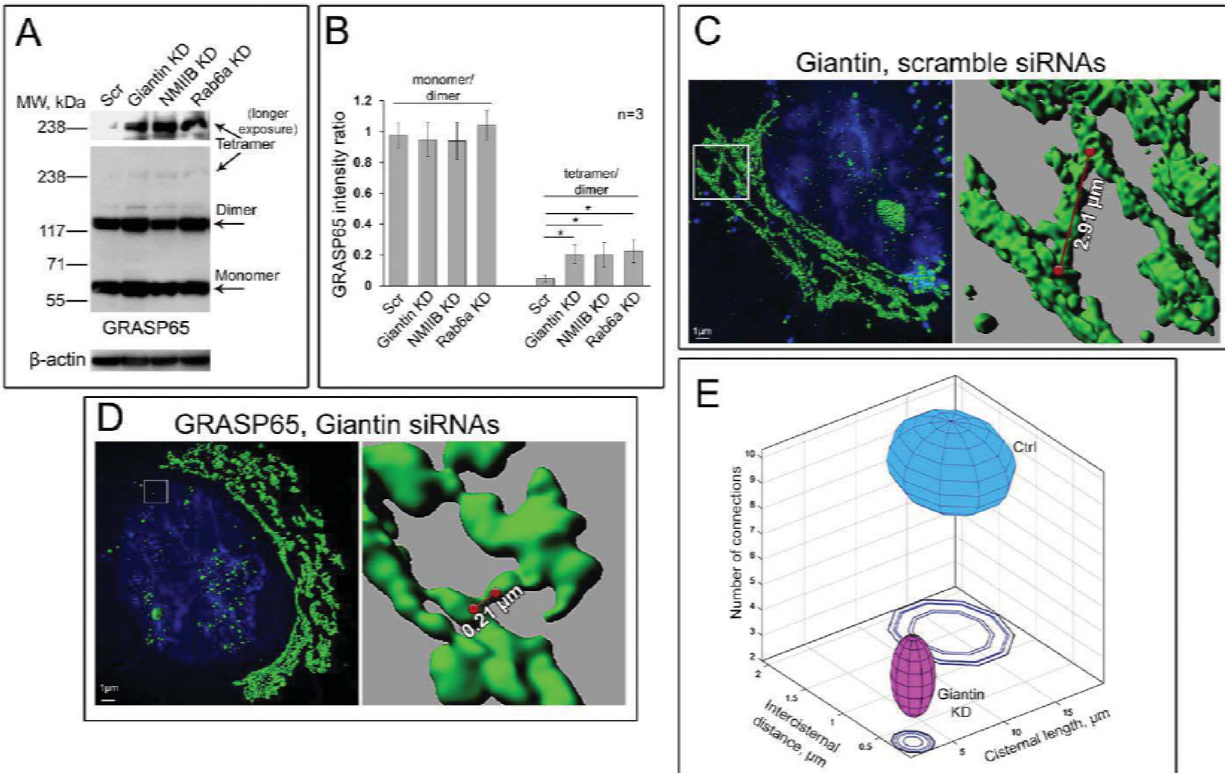 A
Scr
Giantin KD
NMIIB KD
Rab6a KD
MW, kDa
238
(longer
exposure)
Tetramer
238
Dimer
117
71
Monomer
55
GRASP65
β-actin
B
monomer/
dimer
n=3
GRASP65 intensity ratio
1.2
1
0.8
0.6
0.4
0.2
0
tetramer/
dimer
*
*
*
Scr
Giantin KD
NMIIB KD
Rab6a KD
Scr
Giantin KD
NMIIB KD
Rab6a KD
C
Giantin, scramble siRNAs
2.91 µm
1µm
D
GRASP65, Giantin siRNAs
0.21 µm
1µm
E
Ctrl
Number of connections
10
9
8
7
6
5
4
3
2
2
1.5
1
0.5
Intercisternal
distance, µm
Giantin
KD
5
10
15
Cisternal length, µm